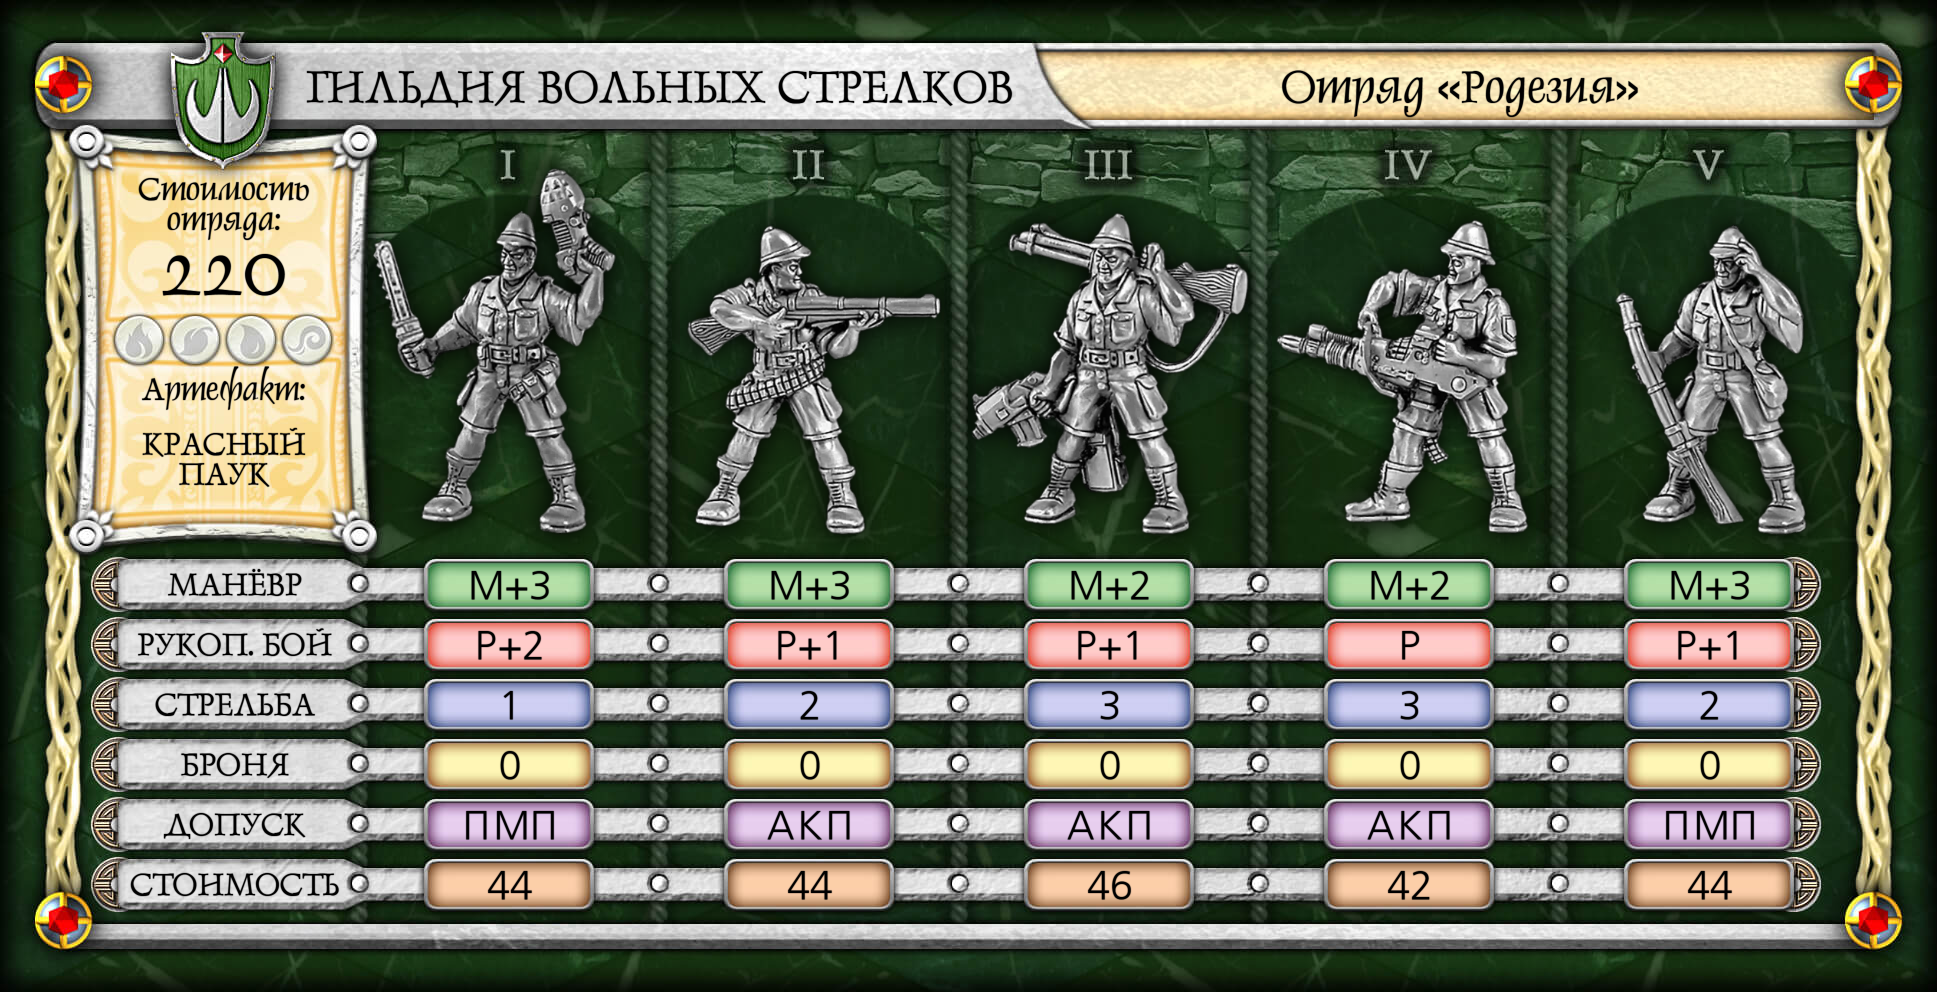 ГИЛЬДИЯ ВОЛЬНЫХ СТРЕЛКОВ
Отряд «Родезия»
Стоимость
отряда:
220
Артефакт:
КРАСНЫЙ
ПАУК
I II III IV V
МАНЁВР М+3 М+3 М+2 М+2 М+3
РУКОП. БОЙ Р+2 Р+1 Р+1 Р Р+1
СТРЕЛЬБА 1 2 3 3 2
БРОНЯ 0 0 0 0 0
ДОПУСК ПМП АКП АКП АКП ПМП
СТОИМОСТЬ 44 44 46 42 44